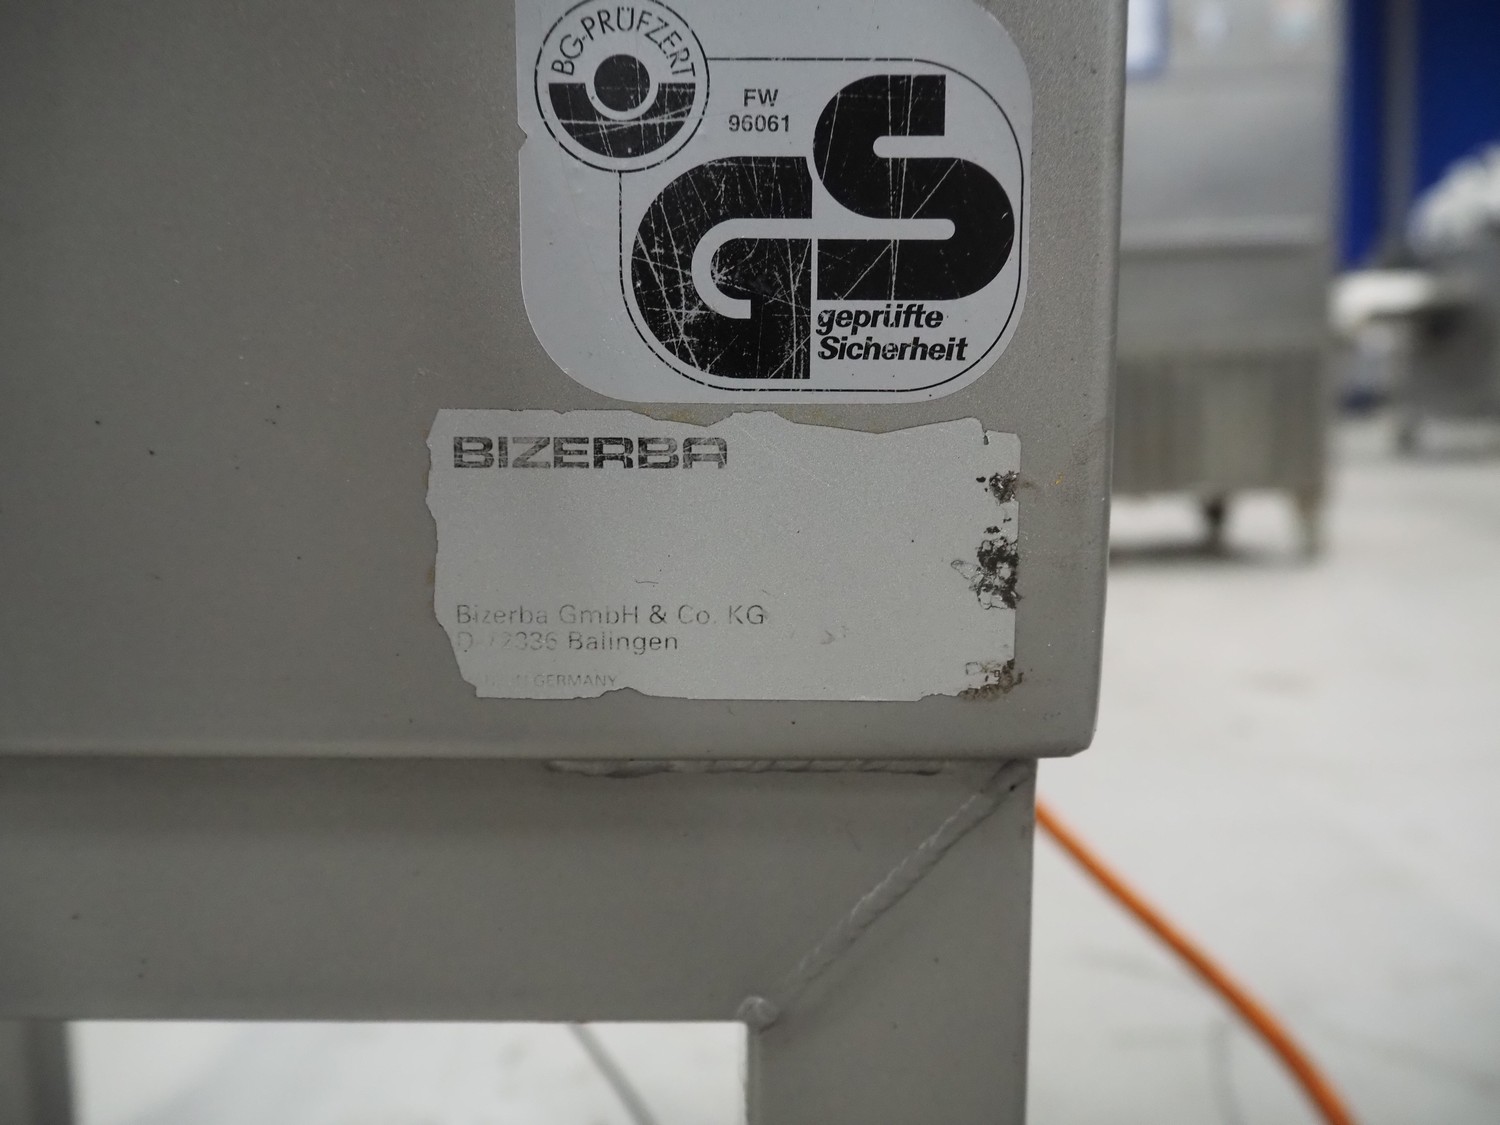 BG-PRÜFZERT
FW
96061
GS
geprüfte
Sicherheit
BIZERBA
Bizerba GmbH & Co. KG
Balingen
GERMANY